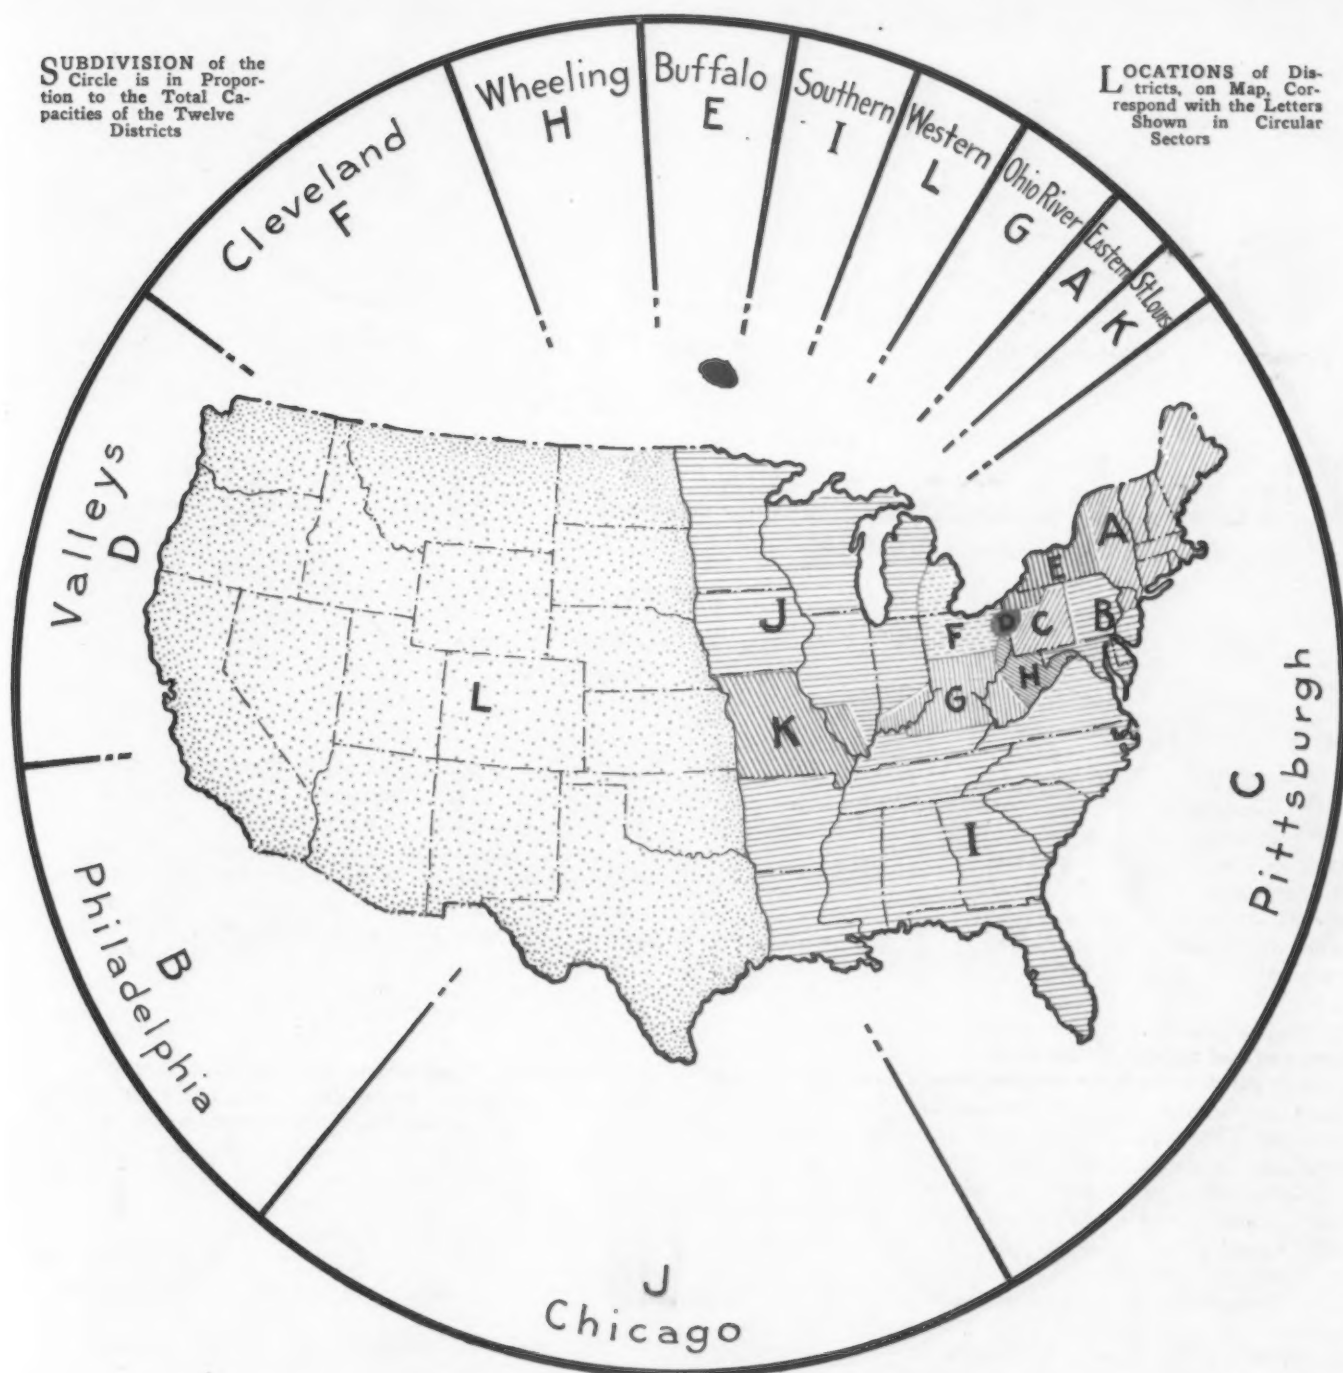 SUBDIVISION of the
Circle is in Propor-
tion to the Total Ca-
pacities of the Twelve
Districts
LOCATIONS of Dis-
tricts, on Map, Cor-
respond with the Letters
Shown in Circular
Sectors
Cleveland
F
Wheeling
H
Buffalo
E
Southern
I
Western
L
Ohio River
G
Eastern
A
St. Louis
K
Valleys
D
Philadelphia
B
Chicago
J
Pittsburgh
C
A
E
J
F
D
C
B
H
L
G
K
I